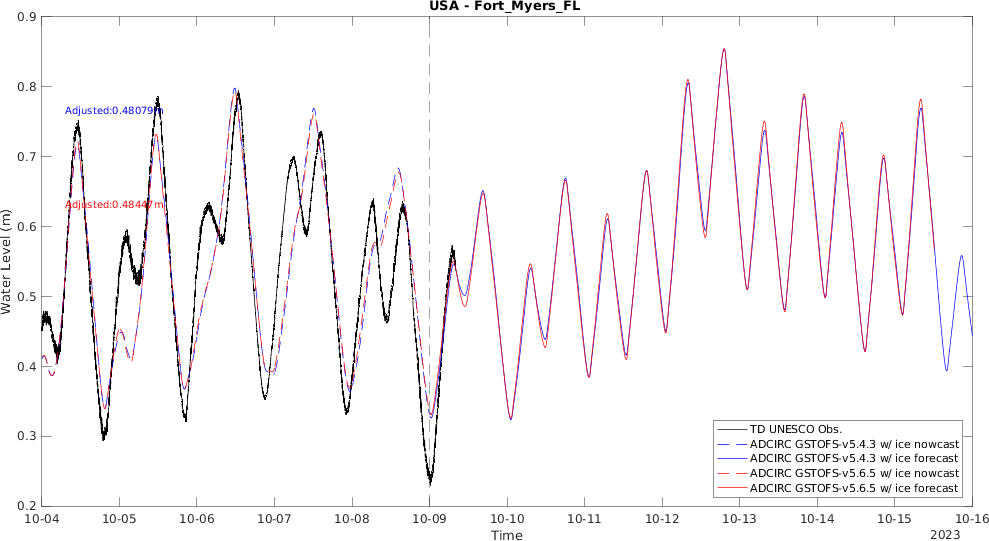 USA - Fort_Myers_FL
0.9
0.8
0.7
0.6
0.5
0.4
0.3
0.2
Water Level (m)
Adjusted:0.48079m
Adjusted:0.48447m
TD UNESCO Obs.
ADCIRC GSTOFS-v5.4.3 w/ ice nowcast
ADCIRC GSTOFS-v5.4.3 w/ ice forecast
ADCIRC GSTOFS-v5.6.5 w/ ice nowcast
ADCIRC GSTOFS-v5.6.5 w/ ice forecast
10-04 10-05 10-06 10-07 10-08 10-09 10-10 10-11 10-12 10-13 10-14 10-15 10-16
Time
2023